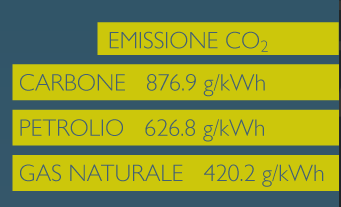 EMISSIONE CO₂
CARBONE 876.9 g/kWh
PETROLIO 626.8 g/kWh
GAS NATURALE 420.2 g/kWh